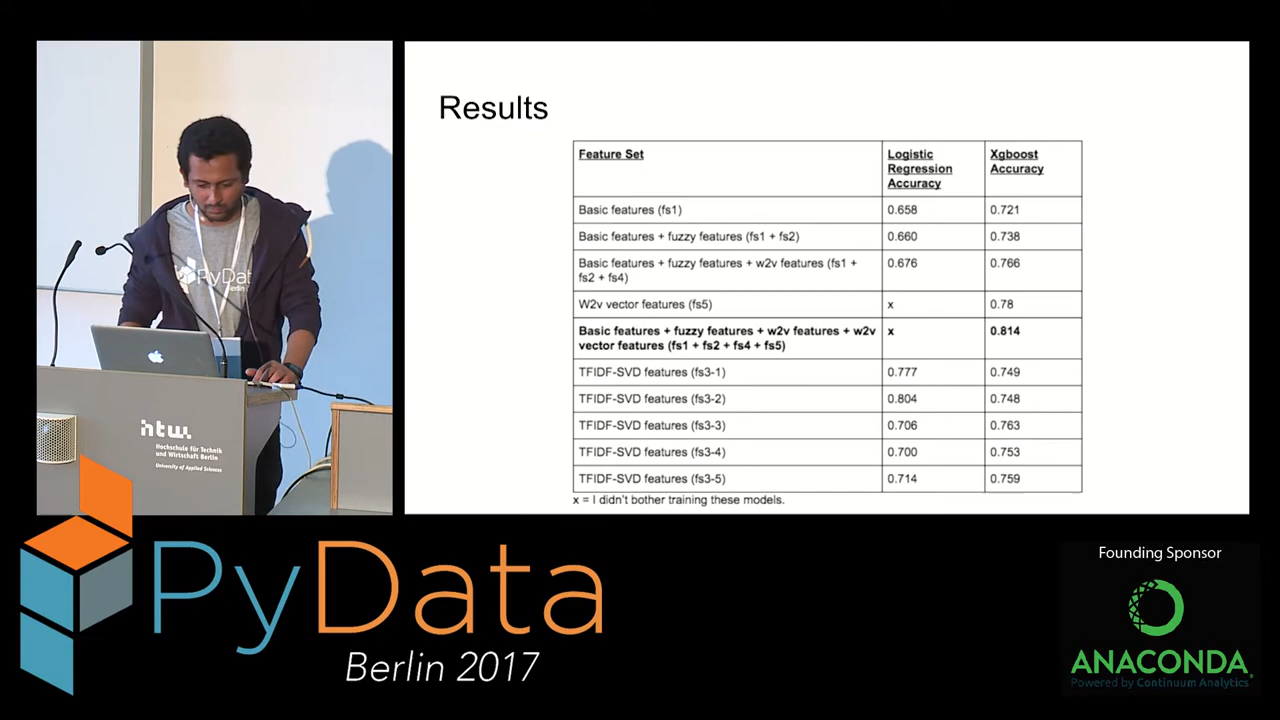 Results
Feature Set
Logistic
Regression
Accuracy
Xgboost
Accuracy
Basic features (fs1)
0.658
0.721
Basic features + fuzzy features (fs1 + fs2)
0.660
0.738
Basic features + fuzzy features + w2v features (fs1 +
fs2 + fs4)
0.676
0.766
W2v vector features (fs5)
x
0.78
Basic features + fuzzy features + w2v features + w2v
vector features (fs1 + fs2 + fs4 + fs5)
x
0.814
TFIDF-SVD features (fs3-1)
0.777
0.749
TFIDF-SVD features (fs3-2)
0.804
0.748
TFIDF-SVD features (fs3-3)
0.706
0.763
TFIDF-SVD features (fs3-4)
0.700
0.753
TFIDF-SVD features (fs3-5)
0.714
0.759
x = I didn't bother training these models.
PyData
Berlin
htw
Hochschule für Technik
und Wirtschaft Berlin
University of Applied Sciences
PyData
Berlin 2017
Founding Sponsor
ANACONDA
Powered by Continuum Analytics